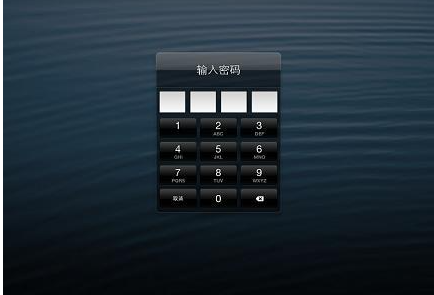 输入密码
1 2 3
ABC DEF
4 5 6
GHI JKL MNO
7 8 9
PQRS TUV WXYZ
取消 0